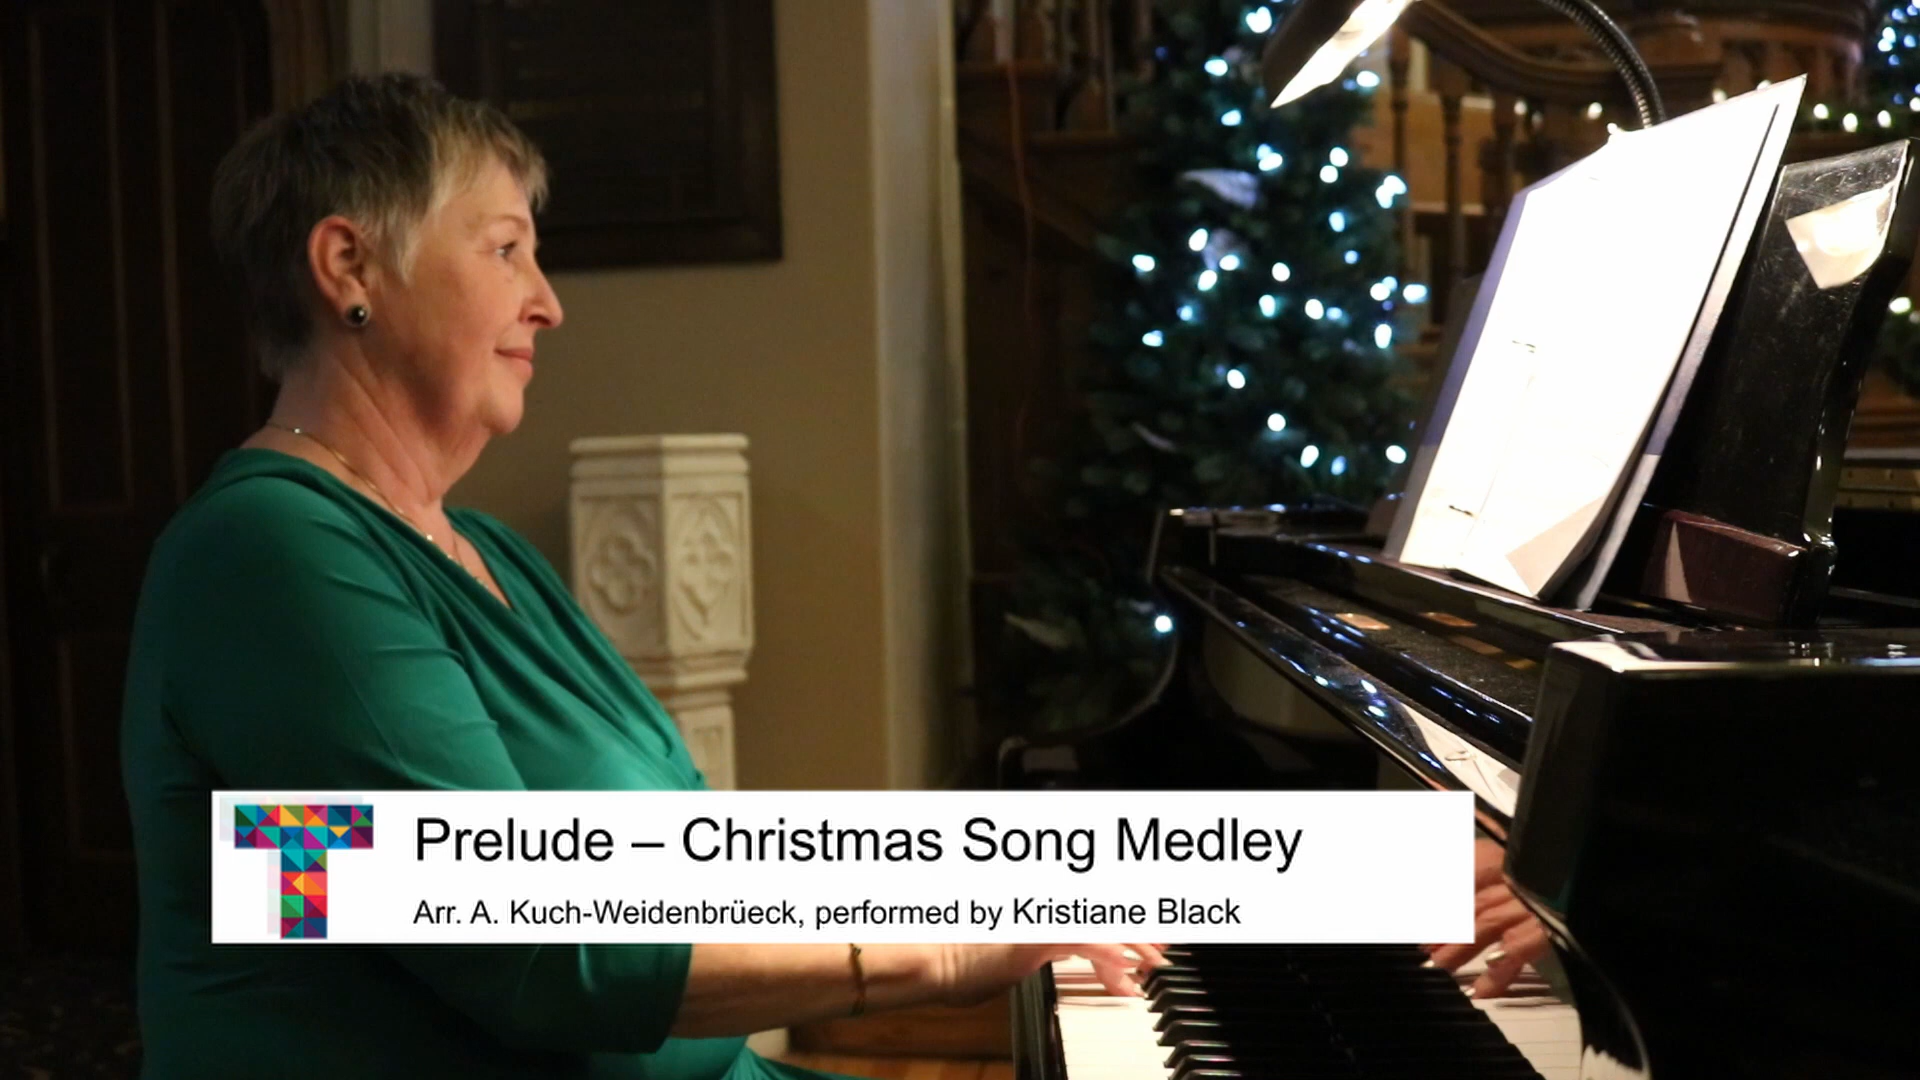 Prelude – Christmas Song Medley
Arr. A. Kuch-Weidenbrüeck, performed by Kristiane Black